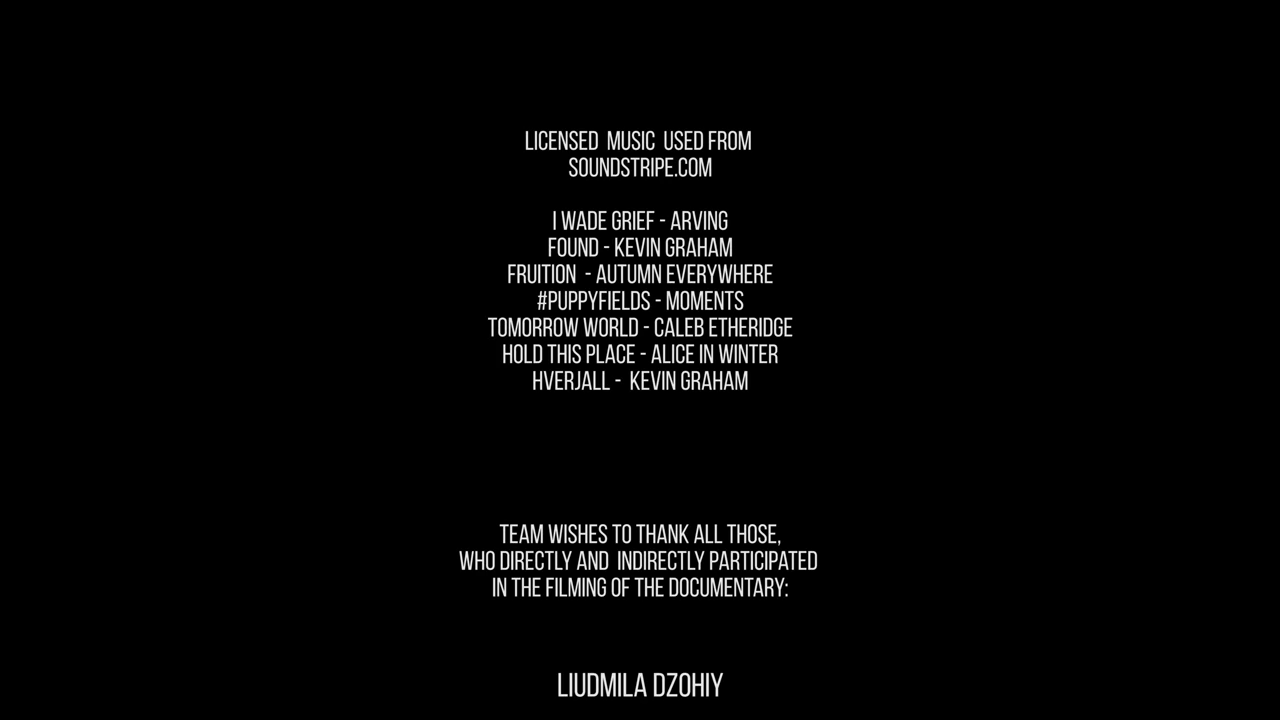 LICENSED MUSIC USED FROM
SOUNDSTRIPE.COM
I WADE GRIEF - ARVING
FOUND - KEVIN GRAHAM
FRUITION - AUTUMN EVERYWHERE
#PUPPYFIELDS - MOMENTS
TOMORROW WORLD - CALEB ETHERIDGE
HOLD THIS PLACE - ALICE IN WINTER
HVERJALL - KEVIN GRAHAM
TEAM WISHES TO THANK ALL THOSE,
WHO DIRECTLY AND INDIRECTLY PARTICIPATED
IN THE FILMING OF THE DOCUMENTARY:
LIUDMILA DZOHIY